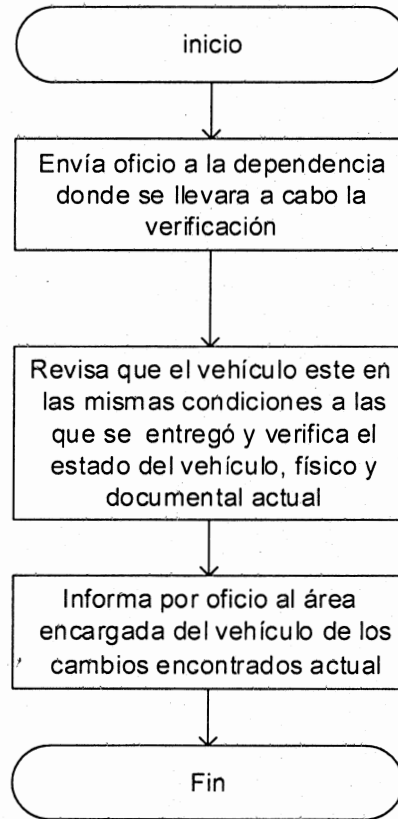 inicio
Envía oficio a la dependencia
donde se llevara a cabo la
verificación
Revisa que el vehículo este en
las mismas condiciones a las
que se entregó y verifica el
estado del vehículo, físico y
documental actual
Informa por oficio al área
encargada del vehículo de los
cambios encontrados actual
Fin